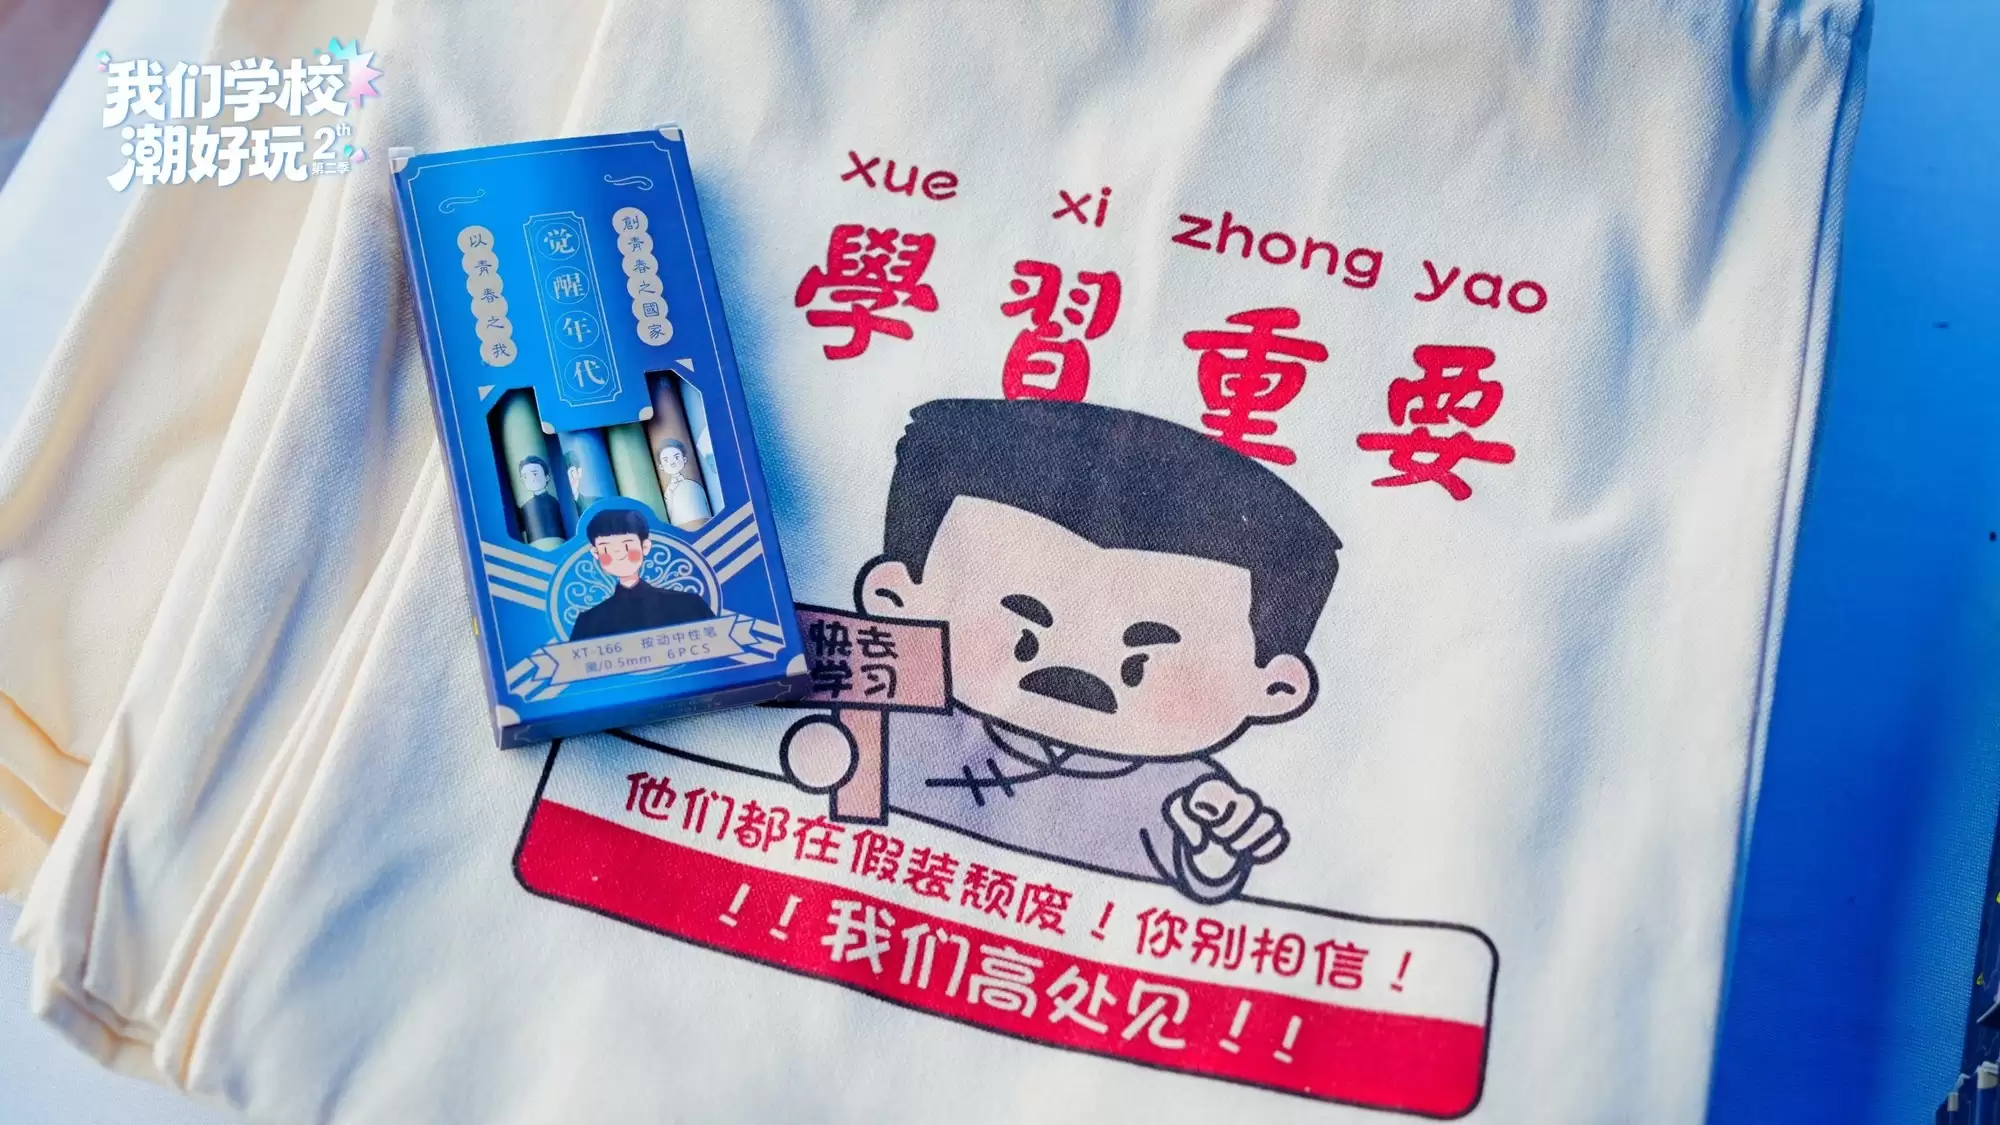 我们学校
潮好玩 2th
第二季
以青春之我
觉醒年代
創青春之國家
XT-166 按动中性笔
黑/0.5mm 6PCS
xue xi zhong yao
學習重要
快去
学习
他们都在假装颓废！你别相信！
！！我们高处见！！